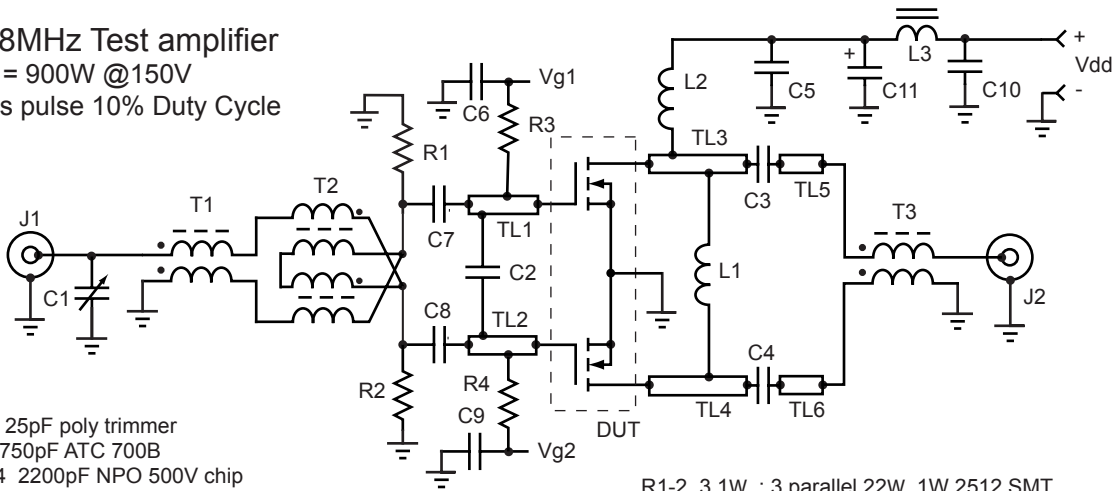 8MHz Test amplifier
= 900W @150V
s pulse 10% Duty Cycle
J1
C1
T1
T2
R1
R2
C7
C8
C6
Vg1
R3
TL1
C2
TL2
R4
C9
Vg2
DUT
L2
TL3
L1
TL4
C3
TL5
C4
TL6
C5
C11
+
L3
C10
+
Vdd
-
T3
J2
25pF poly trimmer
750pF ATC 700B
4 2200pF NPO 500V chip
R1-2 3.1W : 3 parallel 22W 1W 2512 SMT